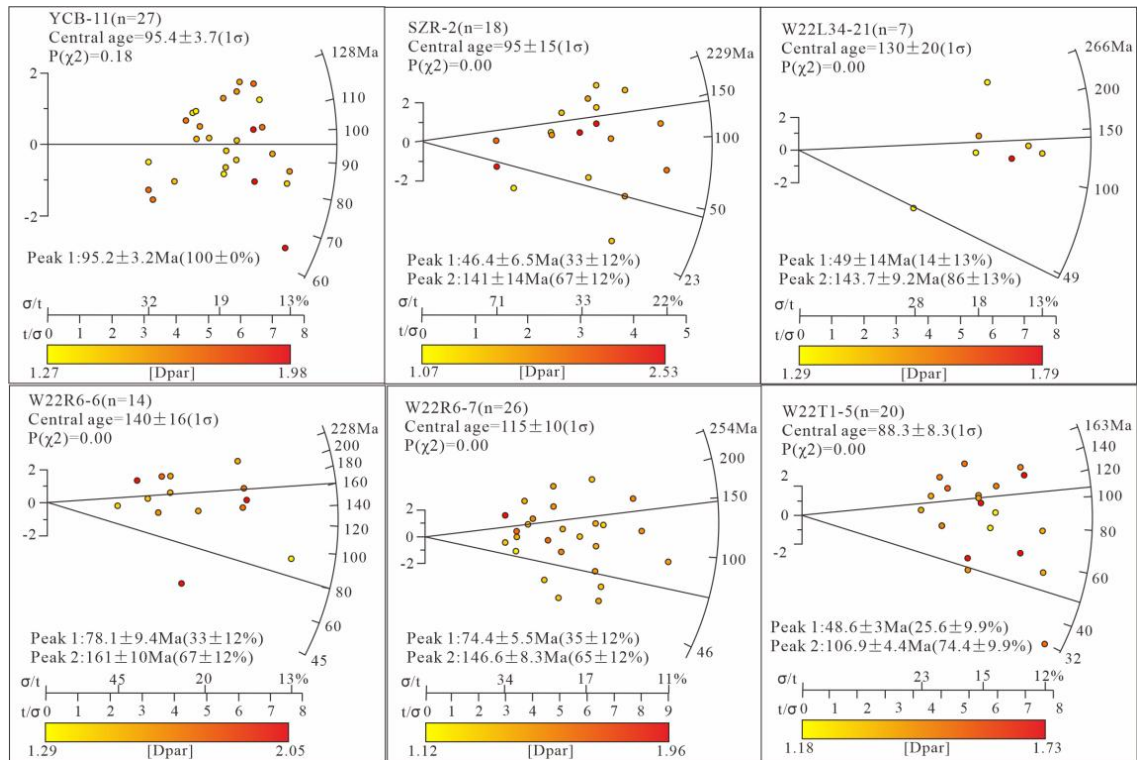 YCB-11(n=27)
Central age=95.4±3.7(1σ)
P(χ2)=0.18
128Ma
110
100
90
80
70
60
2
0
-2
Peak 1:95.2±3.2Ma(100±0%)
σ/t
32
19
13%
t/σ
0 1 2 3 4 5 6 7 8
1.27
[Dpar]
1.98
SZR-2(n=18)
Central age=95±15(1σ)
P(χ2)=0.00
229Ma
150
100
50
23
2
0
-2
Peak 1:46.4±6.5Ma(33±12%)
Peak 2:141±14Ma(67±12%)
σ/t
71
33
22%
t/σ
0 1 2 3 4 5
1.07
[Dpar]
2.53
W22L34-21(n=7)
Central age=130±20(1σ)
P(χ2)=0.00
266Ma
200
150
100
49
2
0
-2
Peak 1:49±14Ma(14±13%)
Peak 2:143.7±9.2Ma(86±13%)
σ/t
28
18
13%
t/σ
0 1 2 3 4 5 6 7 8
1.29
[Dpar]
1.79
W22R6-6(n=14)
Central age=140±16(1σ)
P(χ2)=0.00
228Ma
200
180
160
140
100
80
60
45
2
0
-2
Peak 1:78.1±9.4Ma(33±12%)
Peak 2:161±10Ma(67±12%)
σ/t
45
20
13%
t/σ
0 1 2 3 4 5 6 7 8
1.29
[Dpar]
2.05
W22R6-7(n=26)
Central age=115±10(1σ)
P(χ2)=0.00
254Ma
200
150
100
46
2
0
-2
Peak 1:74.4±5.5Ma(35±12%)
Peak 2:146.6±8.3Ma(65±12%)
σ/t
34
17
11%
t/σ
0 1 2 3 4 5 6 7 8 9
1.12
[Dpar]
1.96
W22T1-5(n=20)
Central age=88.3±8.3(1σ)
P(χ2)=0.00
163Ma
140
120
100
80
60
40
32
2
0
-2
Peak 1:48.6±3Ma(25.6±9.9%)
Peak 2:106.9±4.4Ma(74.4±9.9%)
σ/t
23
15
12%
t/σ
0 1 2 3 4 5 6 7 8
1.18
[Dpar]
1.73